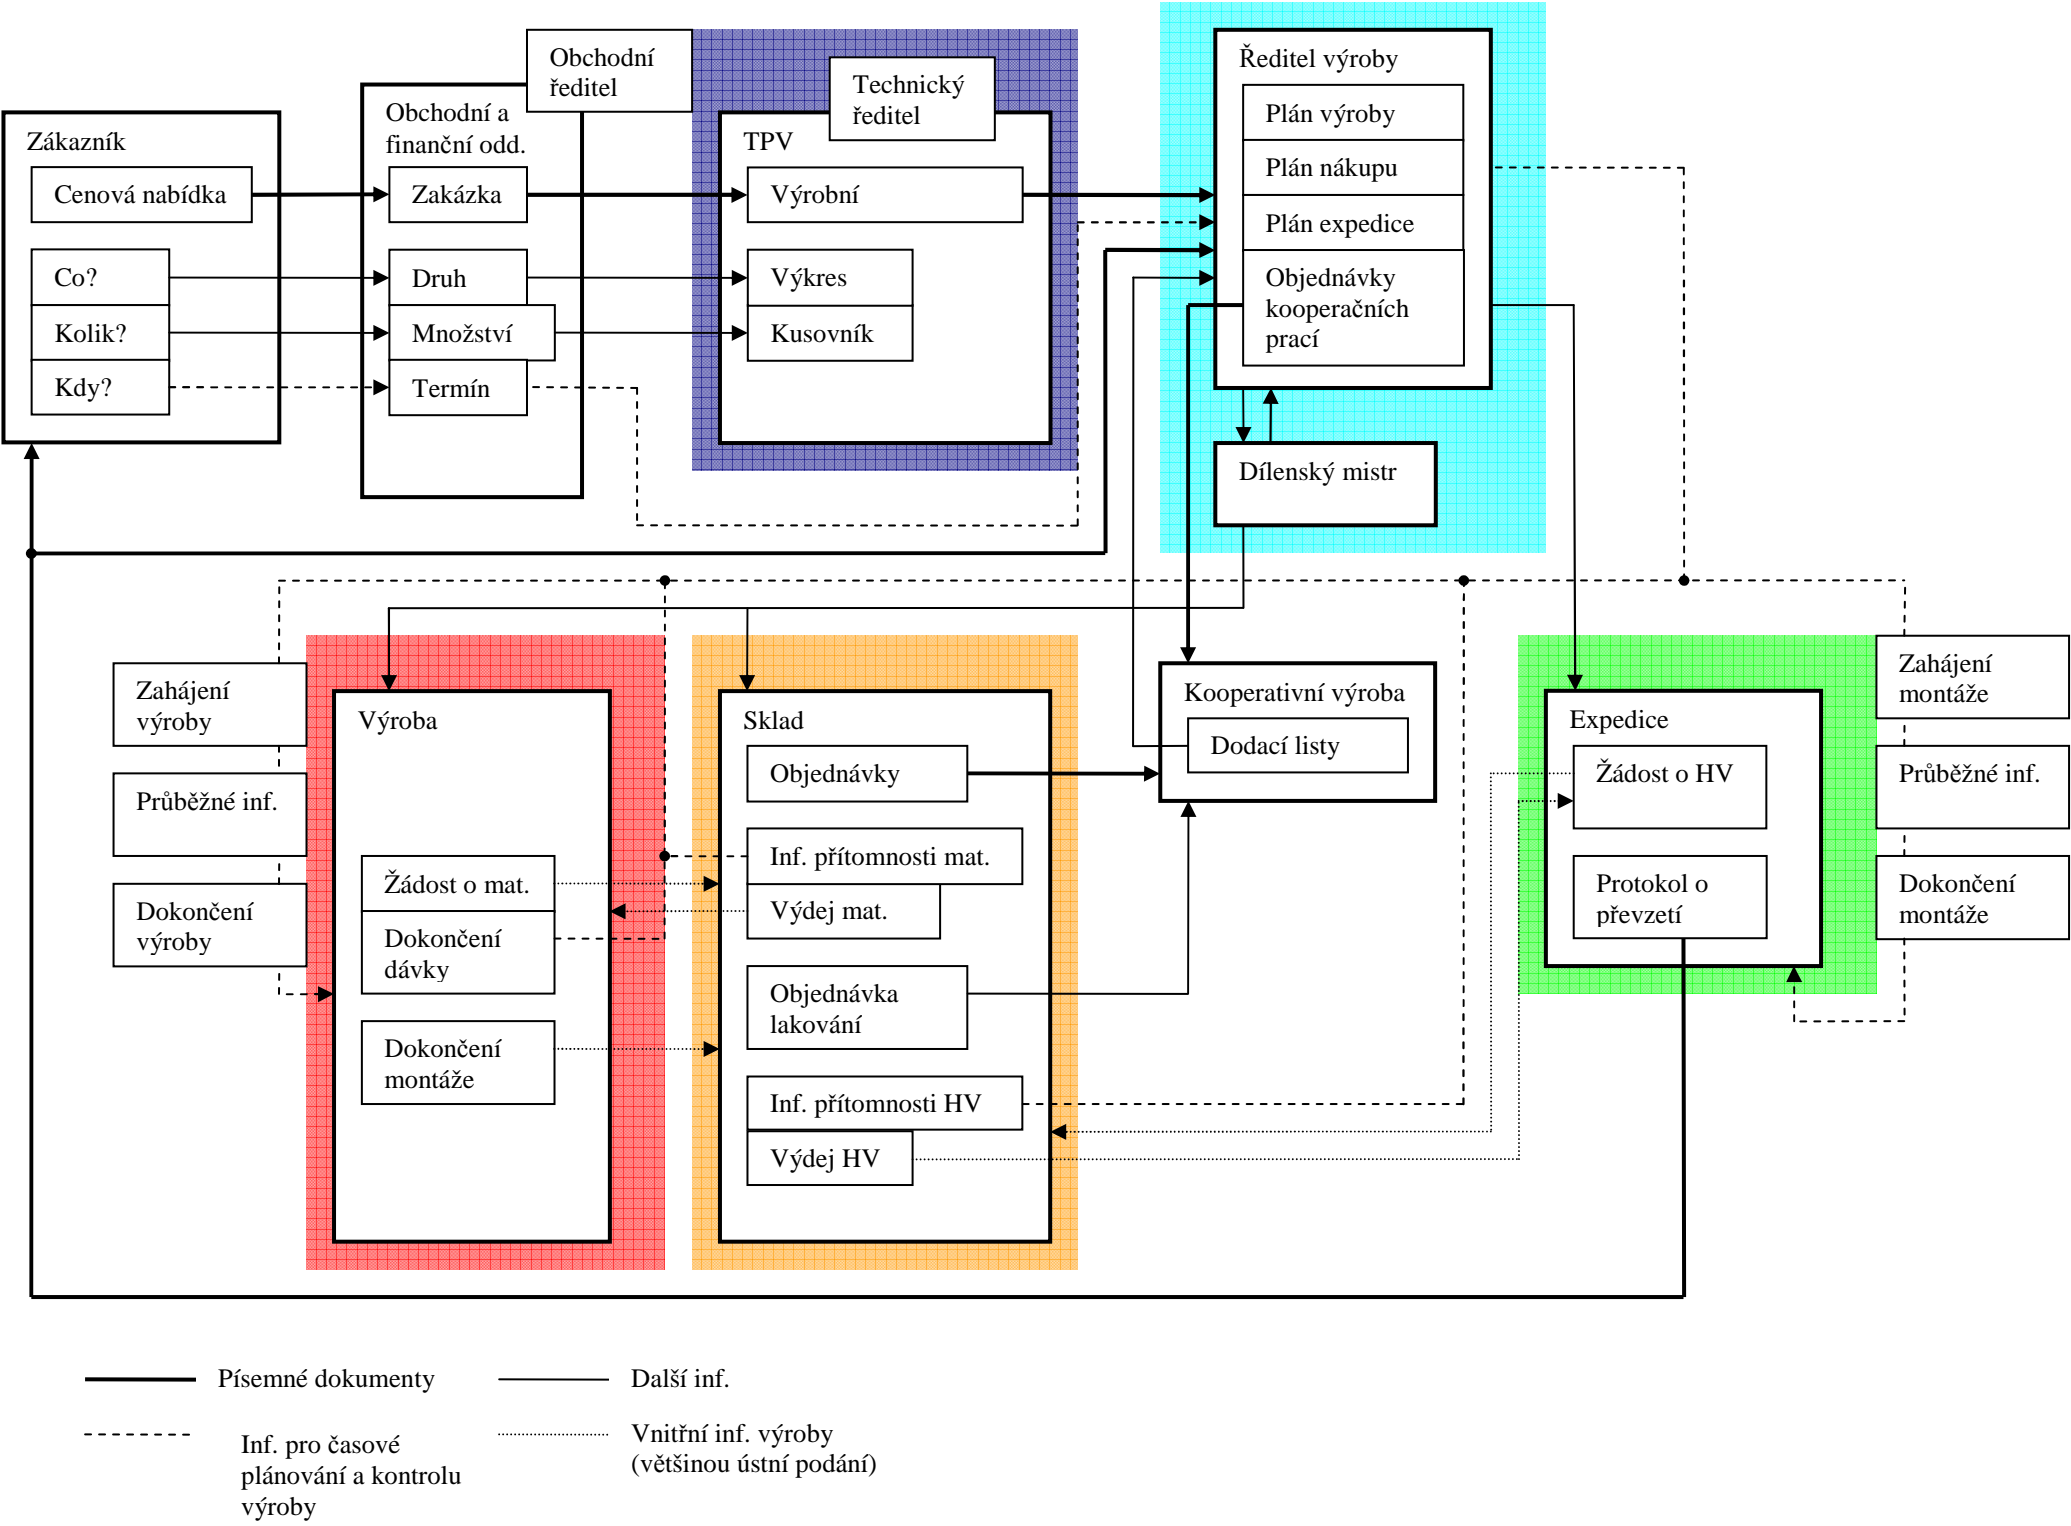 Obchodní
ředitel
Technický
ředitel
Ředitel výroby
Plán výroby
Plán nákupu
Plán expedice
Objednávky
kooperačních
prací
Zákazník
Cenová nabídka
Co?
Kolik?
Kdy?
Obchodní a
finanční odd.
Zakázka
Druh
Množství
Termín
TPV
Výrobní
Výkres
Kusovník
Dílenský mistr
Zahájení
výroby
Průběžné inf.
Dokončení
výroby
Výroba
Žádost o mat.
Dokončení
dávky
Dokončení
montáže
Sklad
Objednávky
Inf. přítomnosti mat.
Výdej mat.
Objednávka
lakování
Inf. přítomnosti HV
Výdej HV
Kooperativní výroba
Dodací listy
Expedice
Žádost o HV
Protokol o
převzetí
Zahájení
montáže
Průběžné inf.
Dokončení
montáže
Písemné dokumenty
Další inf.
Inf. pro časové
plánování a kontrolu
výroby
Vnitřní inf. výroby
(většinou ústní podání)